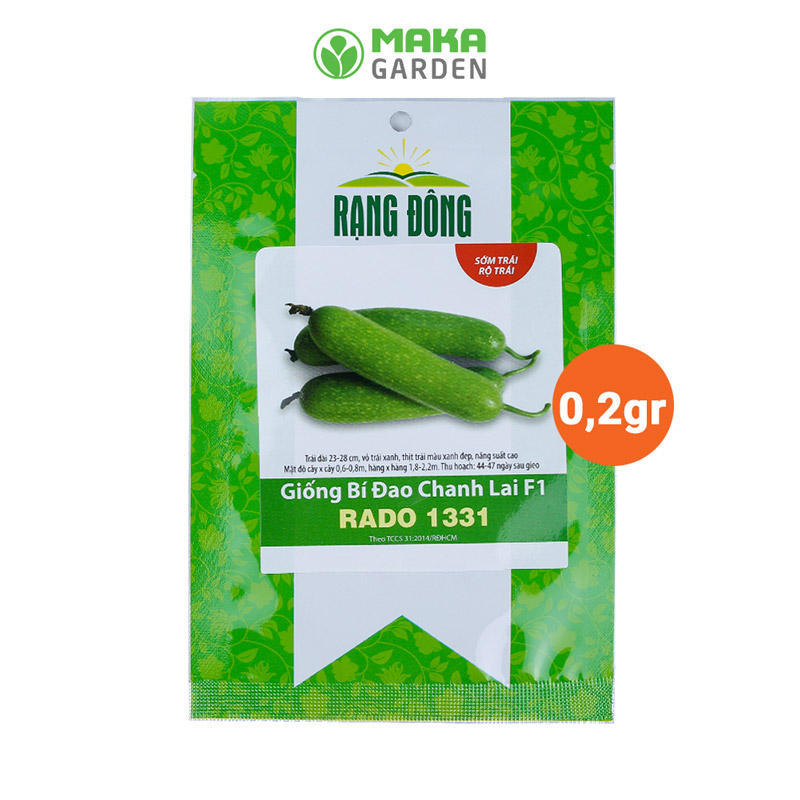 MAKA
GARDEN
RẠNG ĐÔNG
SỚM TRÁI
RỘ TRÁI
0,2gr
Trái dài 23-28 cm, vỏ trái xanh, thịt trái màu xanh đẹp, năng suất cao
Mật độ cây x cây 0,6-0,8m, hàng x hàng 1,8-2,2m. Thu hoạch: 44-47 ngày sau gieo
Giống Bí Đao Chanh Lai F1
RADO 1331
Theo TCCS 31:2014/RĐHCM